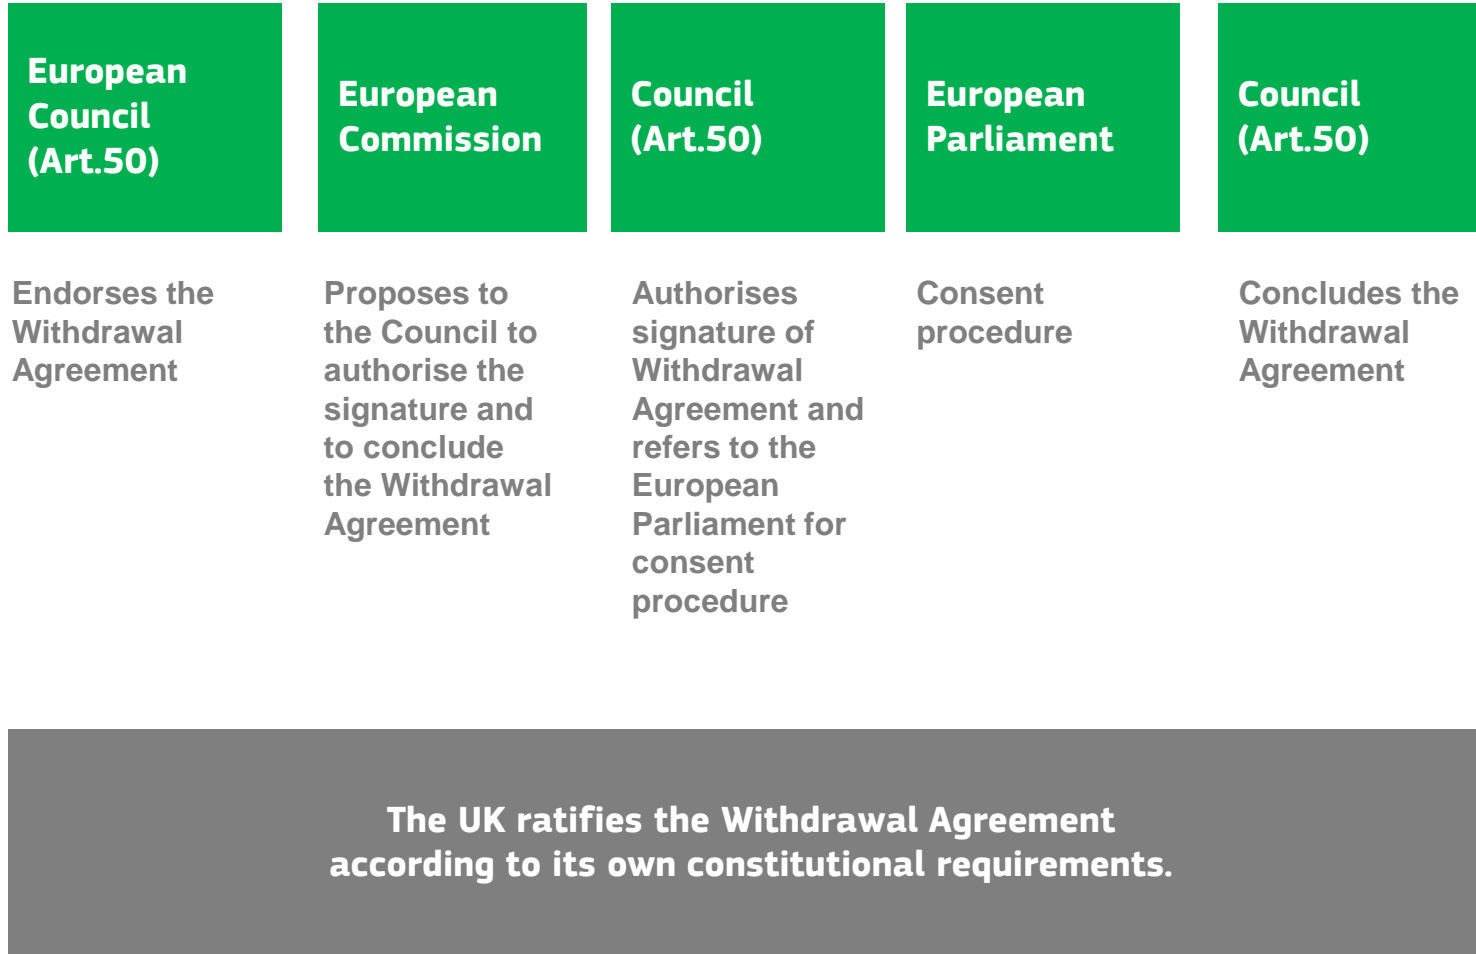 European
Council
(Art.50)
European
Commission
Council
(Art.50)
European
Parliament
Council
(Art.50)
Endorses the
Withdrawal
Agreement
Proposes to
the Council to
authorise the
signature and
to conclude
the Withdrawal
Agreement
Authorises
signature of
Withdrawal
Agreement and
refers to the
European
Parliament for
consent
procedure
Consent
procedure
Concludes the
Withdrawal
Agreement
The UK ratifies the Withdrawal Agreement
according to its own constitutional requirements.